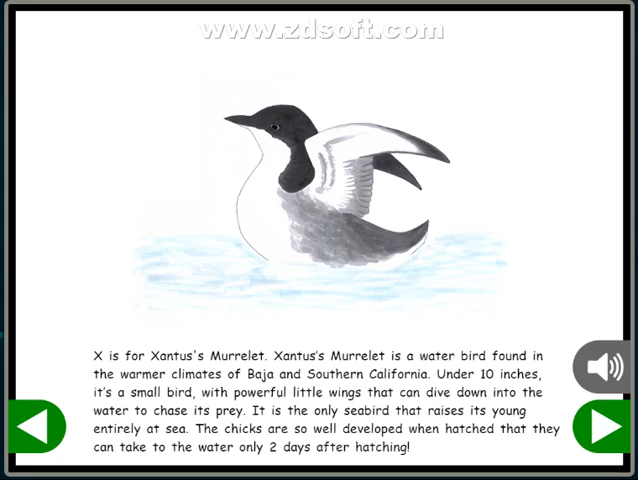 www.zdsoft.com
X is for Xantus's Murrelet. Xantus's Murrelet is a water bird found in
the warmer climates of Baja and Southern California. Under 10 inches,
it's a small bird, with powerful little wings that can dive down into the
water to chase its prey. It is the only seabird that raises its young
entirely at sea. The chicks are so well developed when hatched that they
can take to the water only 2 days after hatching!